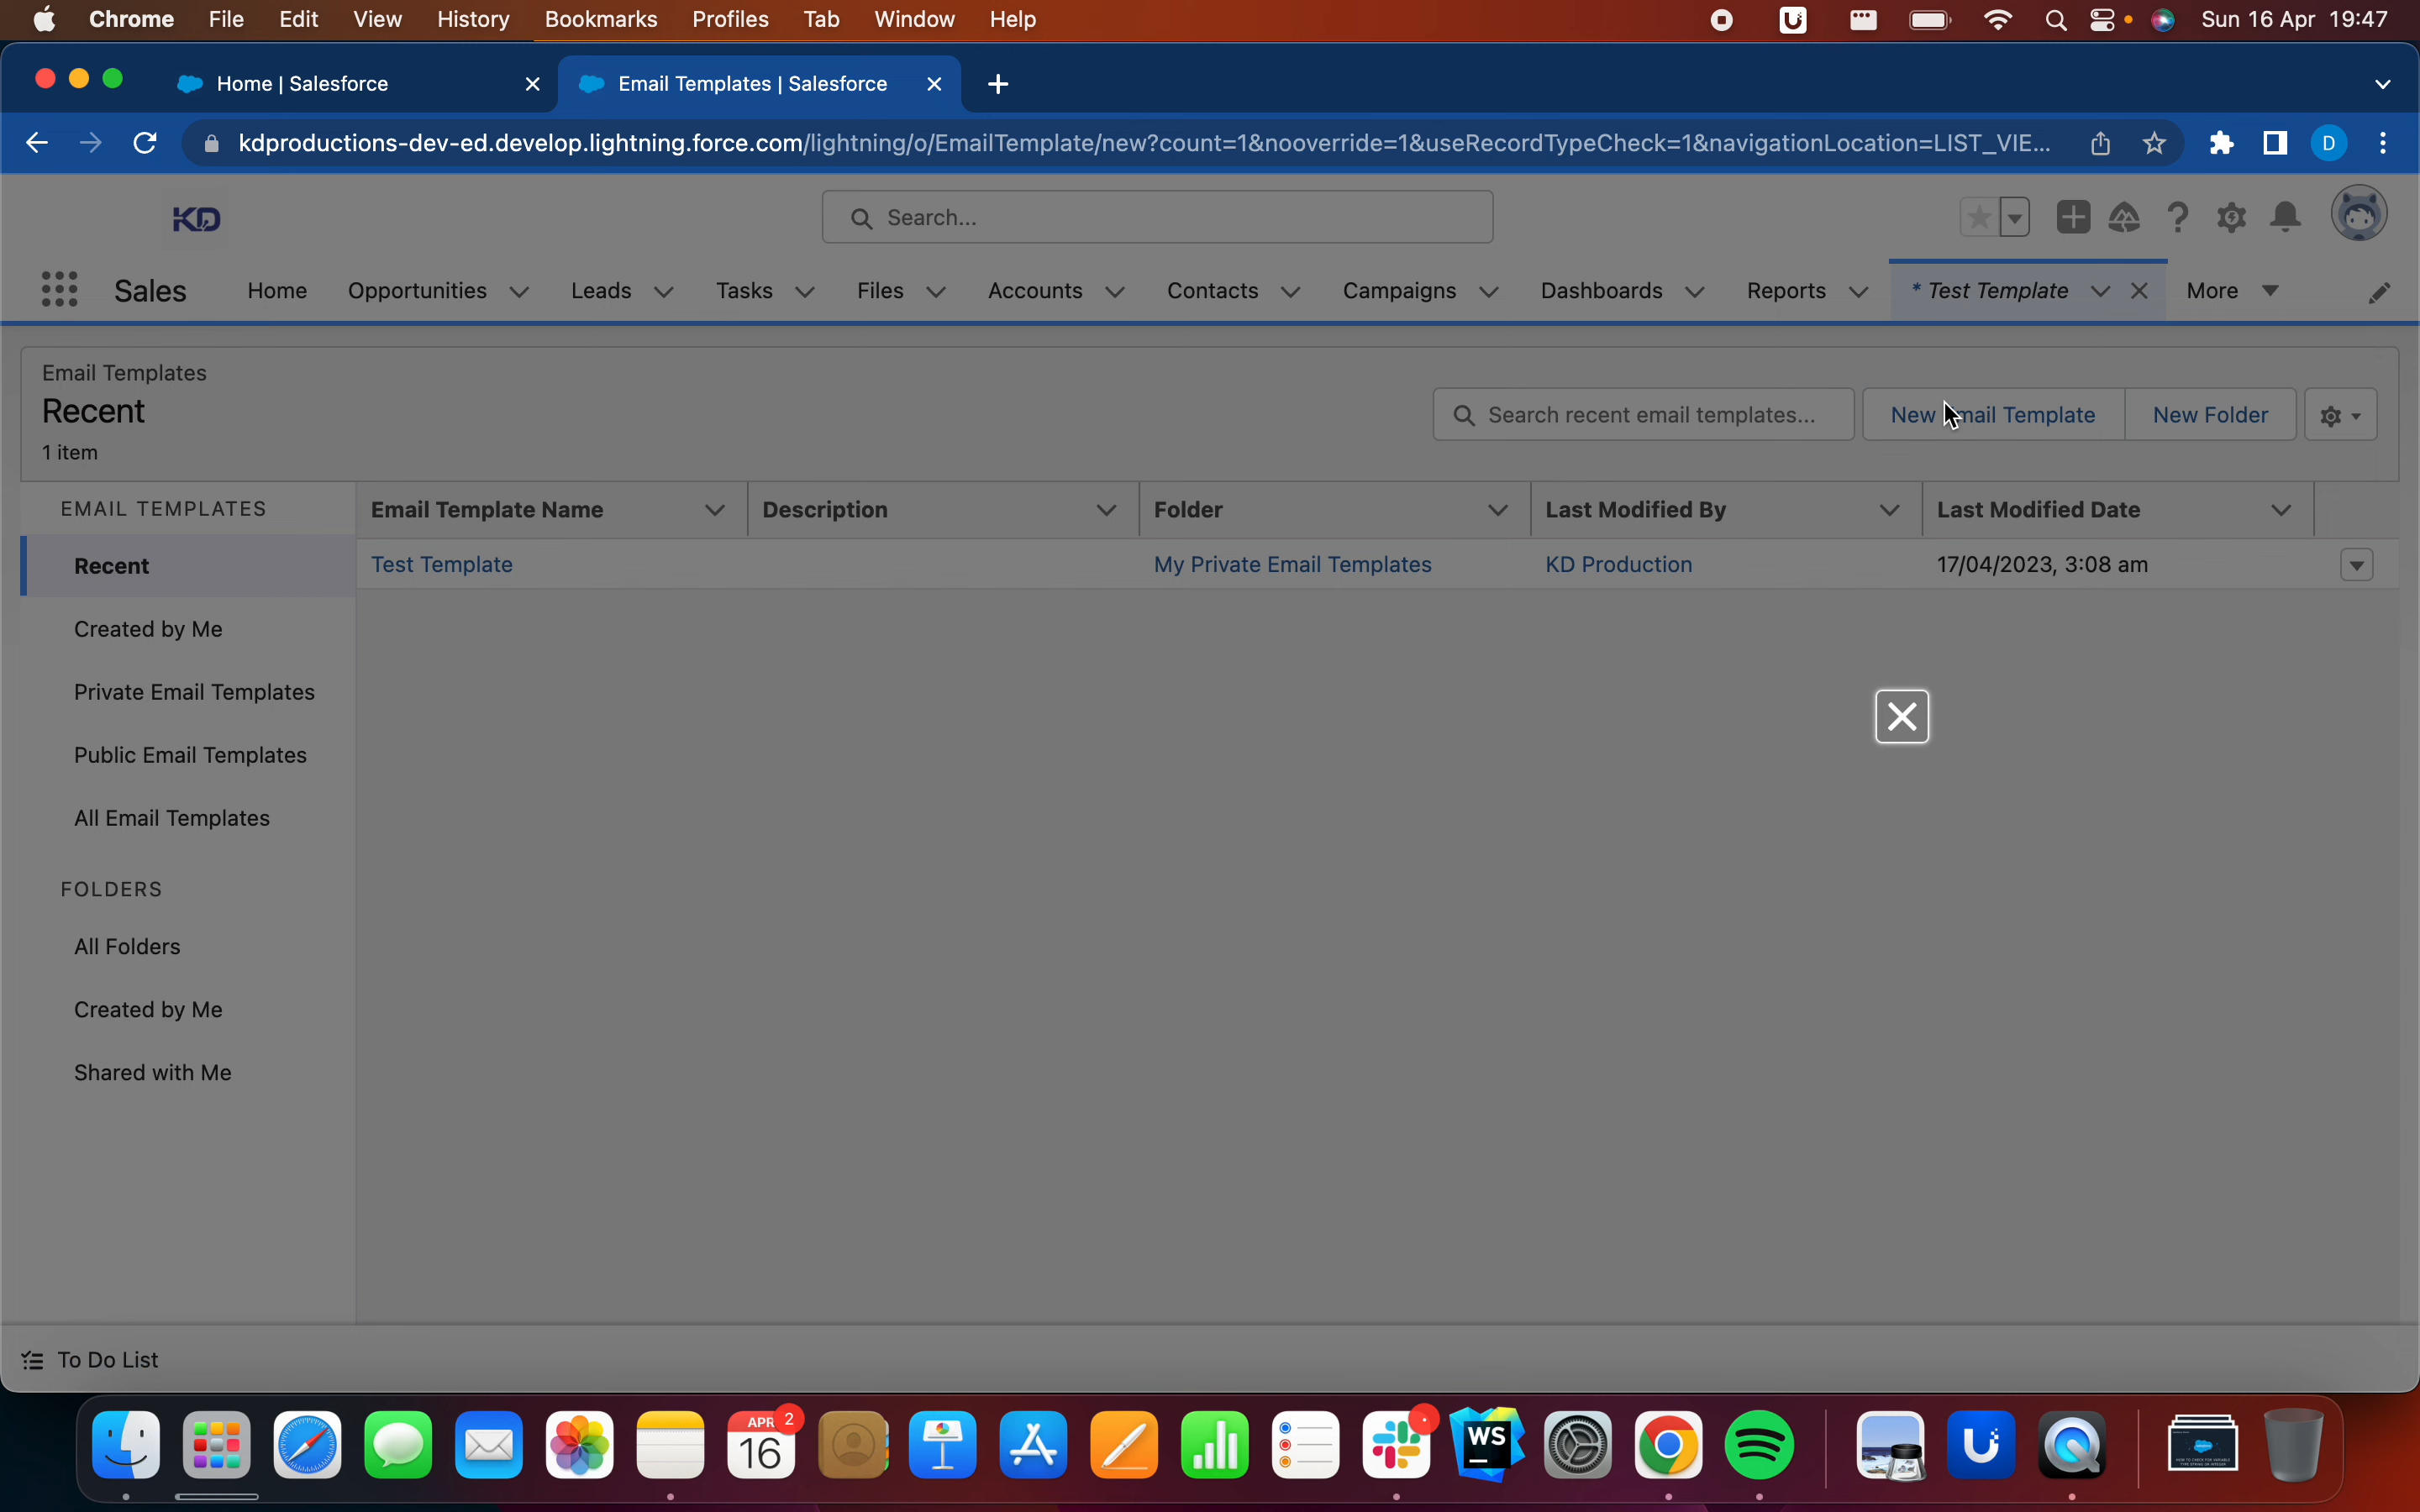 Chrome File Edit View History Bookmarks Profiles Tab Window Help Sun 16 Apr 19:47
Home | Salesforce Email Templates | Salesforce
kdproductions-dev-ed.develop.lightning.force.com/lightning/o/EmailTemplate/new?count=1&nooverride=1&useRecordTypeCheck=1&navigationLocation=LIST_VIE... D
KD Search...
Sales Home Opportunities Leads Tasks Files Accounts Contacts Campaigns Dashboards Reports * Test Template More
Email Templates
Recent
1 item
Search recent email templates... New Email Template New Folder
EMAIL TEMPLATES
Email Template Name Description Folder Last Modified By Last Modified Date
Recent
Test Template My Private Email Templates KD Production 17/04/2023, 3:08 am
Created by Me
Private Email Templates
Public Email Templates
All Email Templates
FOLDERS
All Folders
Created by Me
Shared with Me
To Do List
APR 2
16
WS